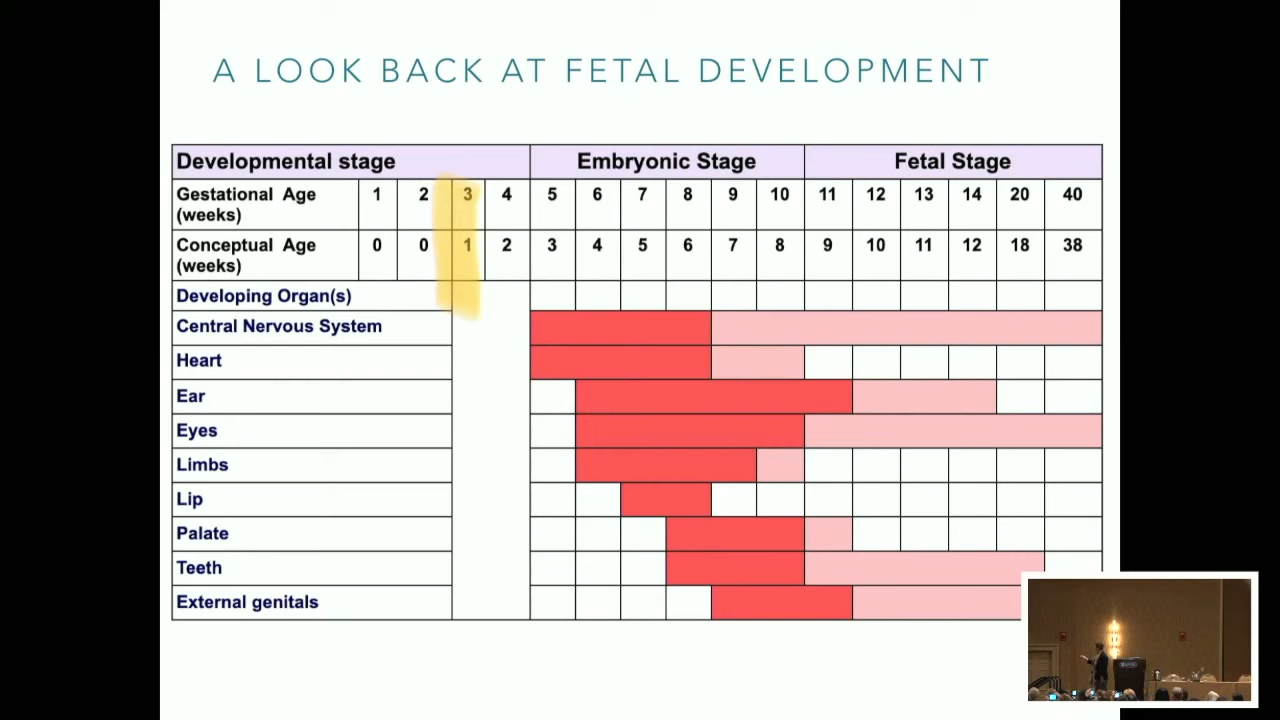 A LOOK BACK AT FETAL DEVELOPMENT
Developmental stage Embryonic Stage Fetal Stage
Gestational Age (weeks) 1 2 3 4 5 6 7 8 9 10 11 12 13 14 20 40
Conceptual Age (weeks) 0 0 1 2 3 4 5 6 7 8 9 10 11 12 18 38
Developing Organ(s)
Central Nervous System
Heart
Ear
Eyes
Limbs
Lip
Palate
Teeth
External genitals